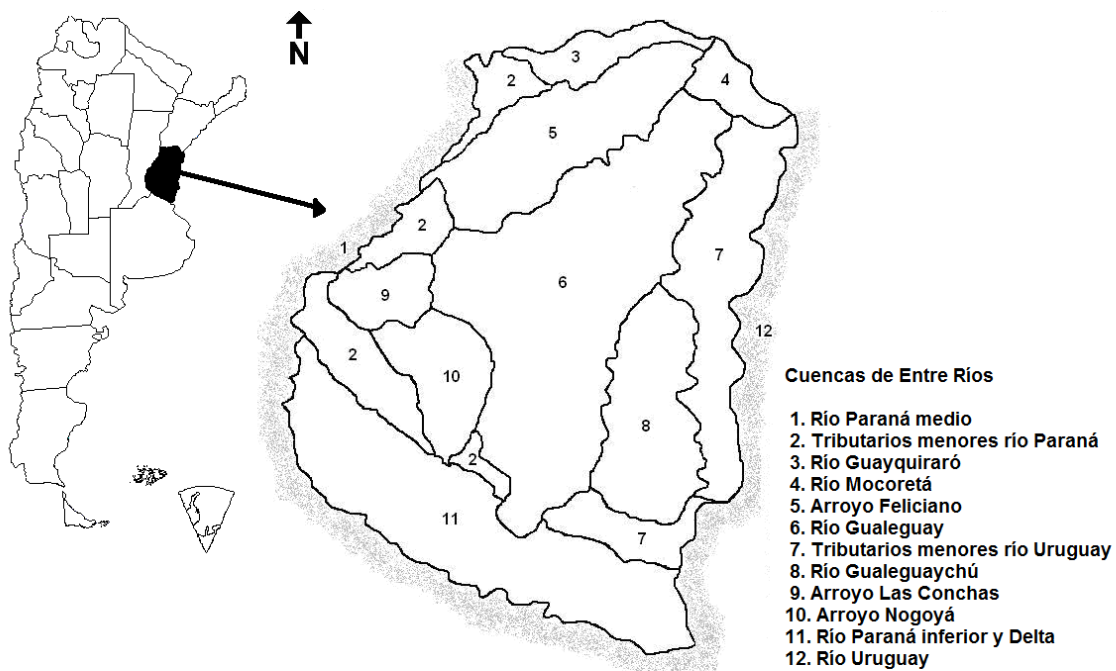 N
3
2
4
5
2
1
7
6
9
12
2
10
8
2
11
7
Cuencas de Entre Ríos
1. Río Paraná medio
2. Tributarios menores río Paraná
3. Río Guayquiraró
4. Río Mocoretá
5. Arroyo Feliciano
6. Río Gualeguay
7. Tributarios menores río Uruguay
8. Río Gualeguaychú
9. Arroyo Las Conchas
10. Arroyo Nogoyá
11. Río Paraná inferior y Delta
12. Río Uruguay